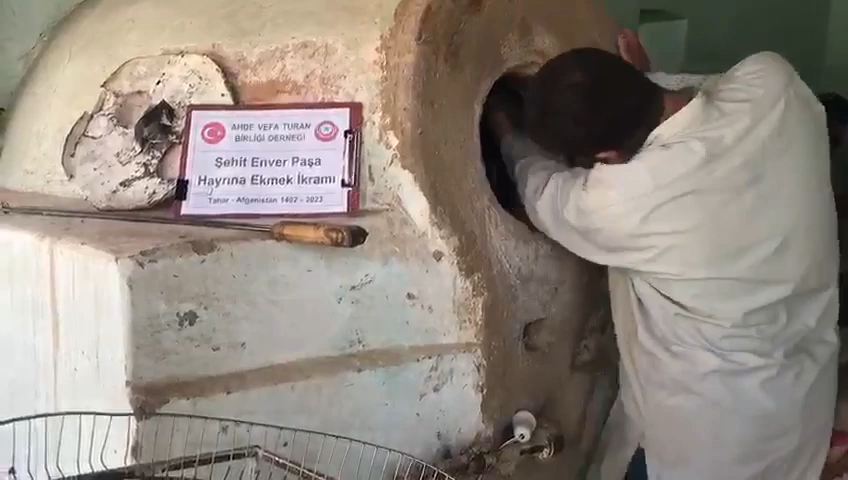 AHDE VEFA TURAN
BİRLİĞİ DERNEĞİ
Şehit Enver Paşa
Hayrına Ekmek İkramı
Tahar - Afganistan 1402 - 2023